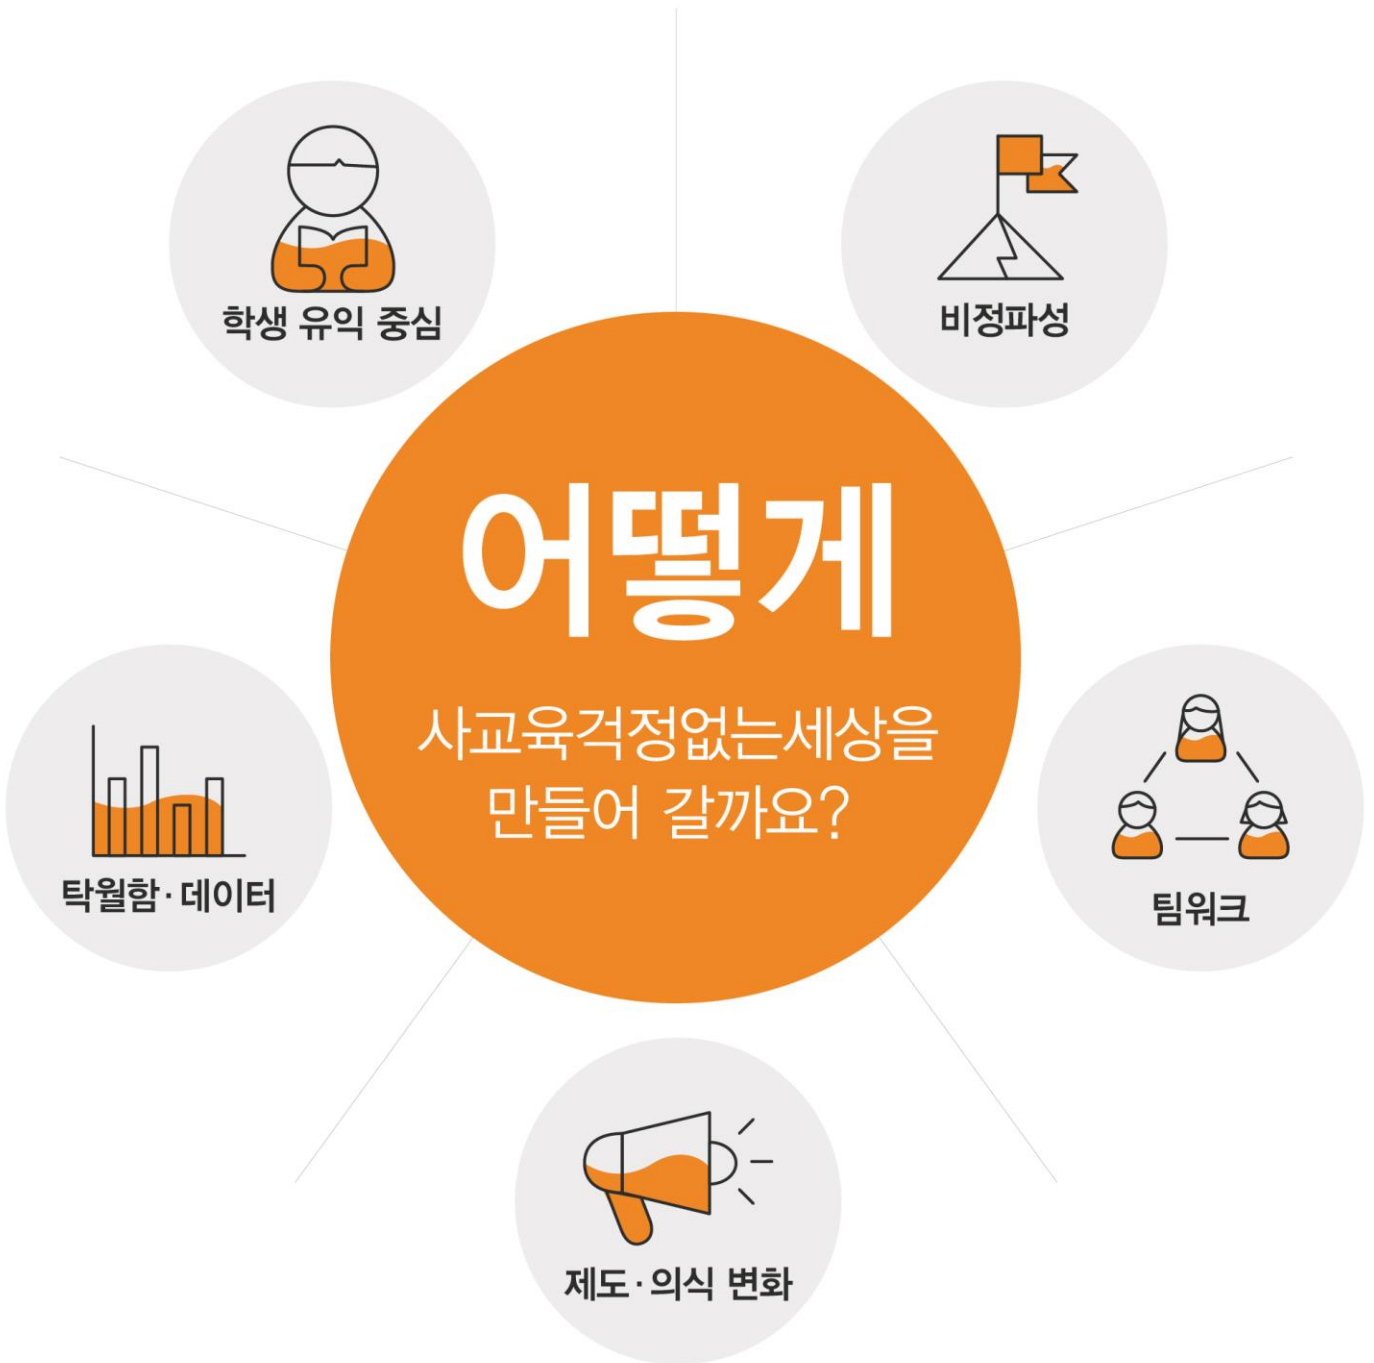 학생 유익 중심
비정파성
어떻게
사교육걱정없는세상을
만들어 갈까요?
탁월함·데이터
팀워크
제도·의식 변화